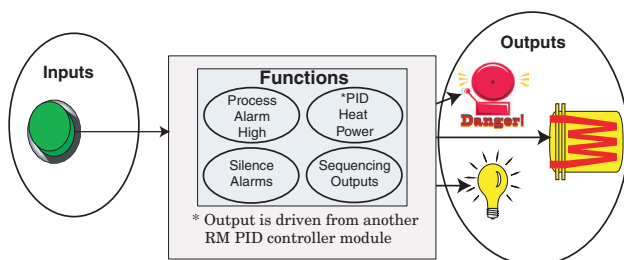 Inputs
Functions
Process
Alarm
High
*PID
Heat
Power
Silence
Alarms
Sequencing
Outputs
* Output is driven from another
RM PID controller module
Outputs
Danger!